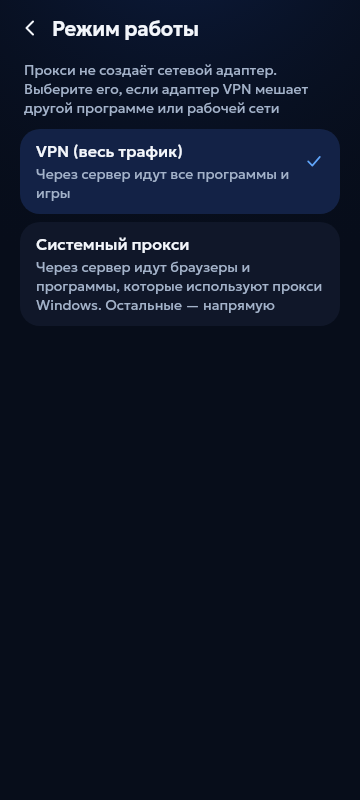 Режим работы
Прокси не создаёт сетевой адаптер.
Выберите его, если адаптер VPN мешает
другой программе или рабочей сети
VPN (весь трафик)
Через сервер идут все программы и
игры
Системный прокси
Через сервер идут браузеры и
программы, которые используют прокси
Windows. Остальные — напрямую